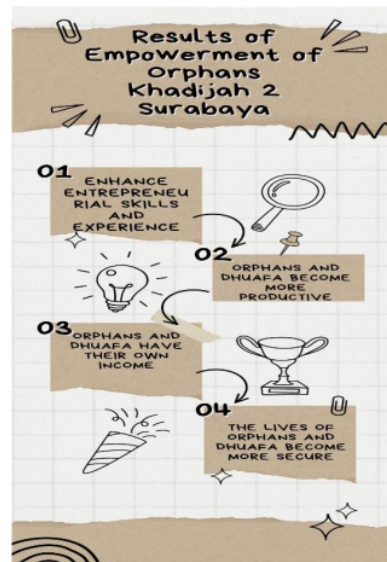 Results of
Empowerment of
Orphans
Khadijah 2
Surabaya
01
ENHANCE
ENTREPRENEU
RIAL SKILLS
AND
EXPERIENCE
02
ORPHANS AND
DHUAFA BECOME
MORE
PRODUCTIVE
03
ORPHANS AND
DHUAFA HAVE
THEIR OWN
INCOME
04
THE LIVES OF
ORPHANS AND
DHUAFA BECOME
MORE SECURE